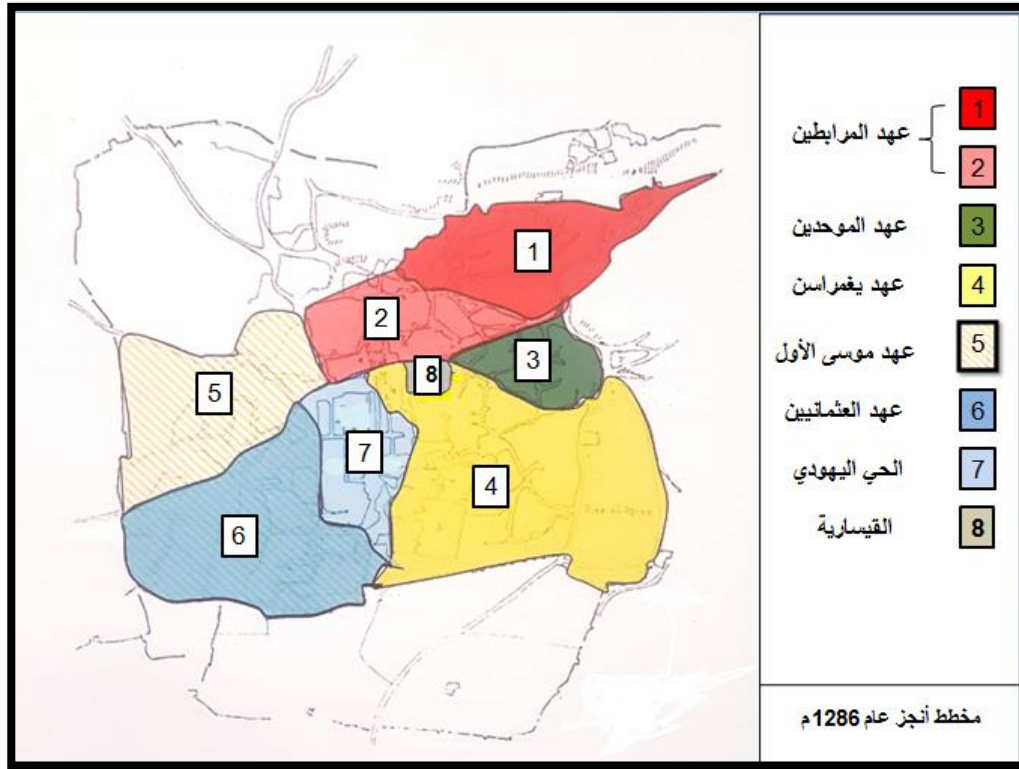 1
2
عهد المرابطين
3
عهد الموحدين
4
عهد يغمراسن
5
عهد موسى الأول
6
عهد العثمانيين
7
الحي اليهودي
8
القيسارية
مخطط أنجز عام 1286م
1
2
3
8
5
7
4
6